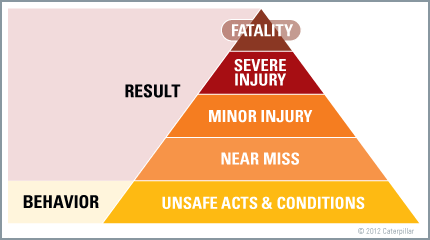 FATALITY
SEVERE
INJURY
RESULT
MINOR INJURY
NEAR MISS
BEHAVIOR
UNSAFE ACTS & CONDITIONS
© 2012 Caterpillar